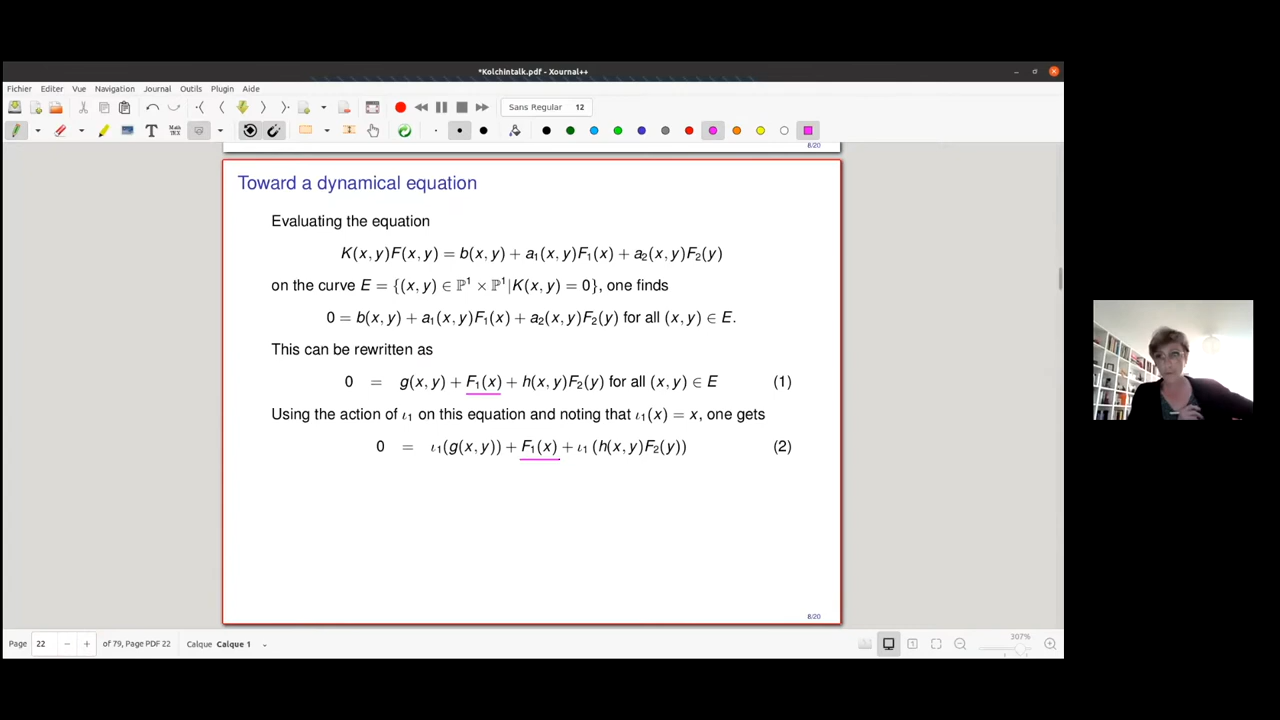 *Kolchintalk.pdf - Xournal++
Fichier Editer Vue Navigation Journal Outils Plugin Aide
Sans Regular 12
8/20
Toward a dynamical equation
Evaluating the equation
K(x, y)F(x, y) = b(x, y) + a₁(x, y)F₁(x) + a₂(x, y)F₂(y)
on the curve E = {(x, y) ∈ ℙ¹ × ℙ¹|K(x, y) = 0}, one finds
0 = b(x, y) + a₁(x, y)F₁(x) + a₂(x, y)F₂(y) for all (x, y) ∈ E.
This can be rewritten as
0 = g(x, y) + F₁(x) + h(x, y)F₂(y) for all (x, y) ∈ E (1)
Using the action of ι₁ on this equation and noting that ι₁(x) = x, one gets
0 = ι₁(g(x, y)) + F₁(x) + ι₁ (h(x, y)F₂(y)) (2)
8/20
Page 22 of 79, Page PDF 22 Calque Calque 1 307%